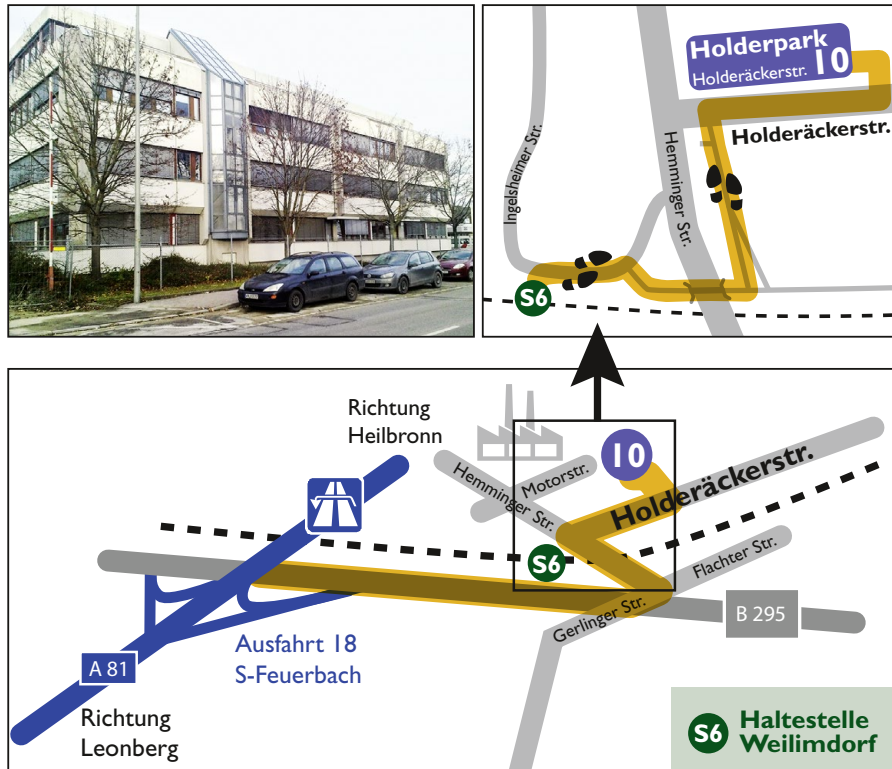 Holderpark
Holderäckerstr. 10
Holderäckerstr.
Ingelsheimer Str.
Hemminger Str.
S6
Richtung
Heilbronn
10
Hemminger Str.
Motorstr.
Holderäckerstr.
S6
Flachter Str.
Gerlinger Str.
B 295
Ausfahrt 18
S-Feuerbach
A 81
Richtung
Leonberg
S6 Haltestelle
Weilimdorf